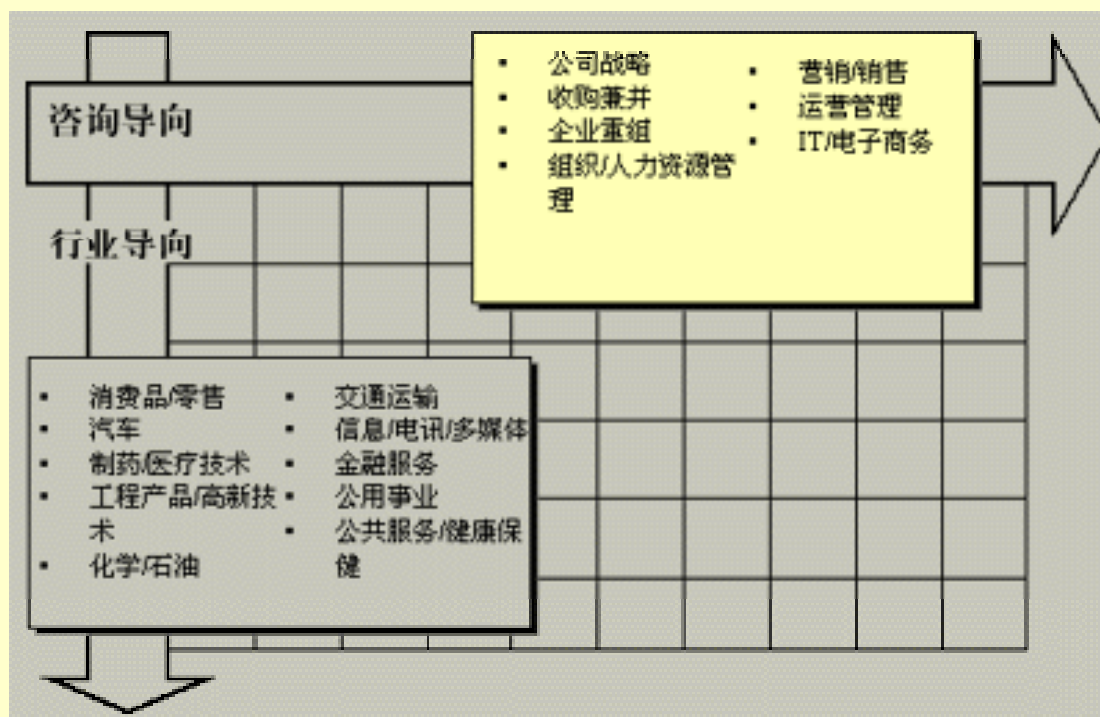 咨询导向
公司战略
收购兼并
企业重组
组织/人力资源管
理
营销/销售
运营管理
IT/电子商务
行业导向
消费品/零售
汽车
制药/医疗技术
工程产品/高新技
术
化学/石油
交通运输
信息/电讯/多媒体
金融服务
公用事业
公共服务/健康保
健